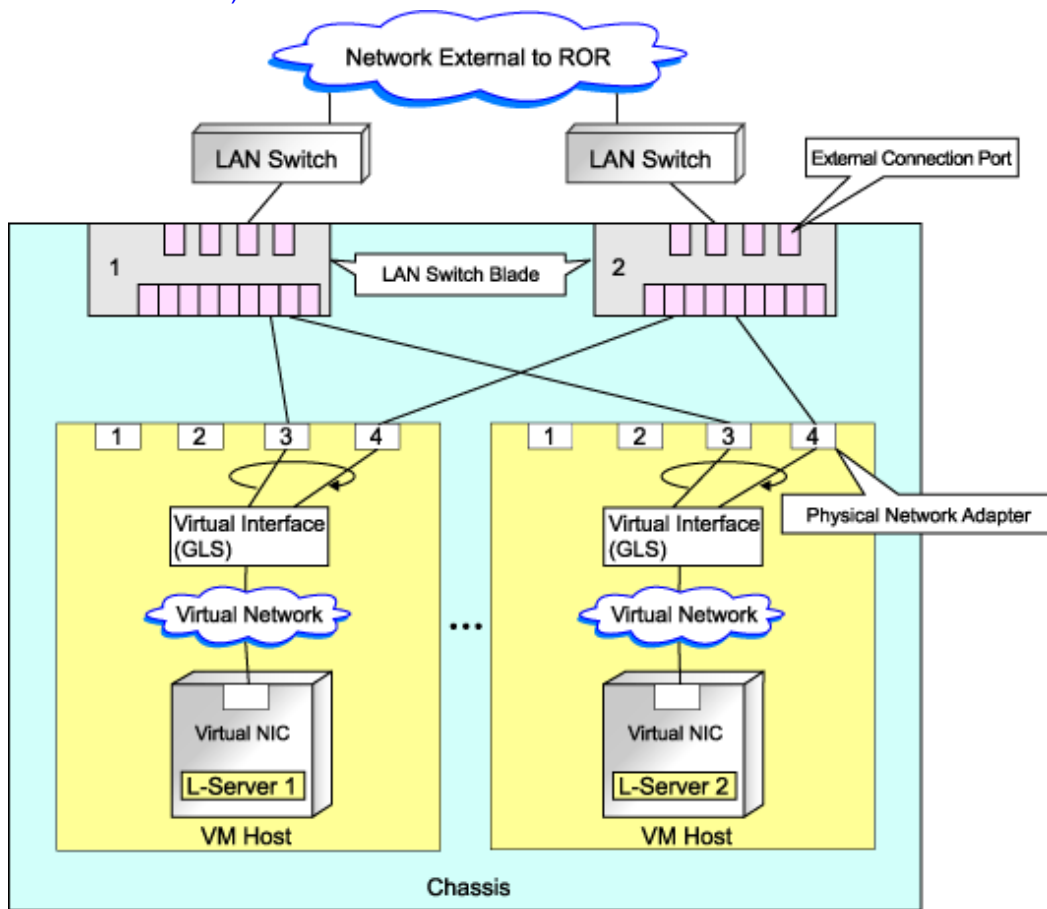 Network External to ROR
LAN Switch
LAN Switch
External Connection Port
1
LAN Switch Blade
2
1
2
3
4
1
2
3
4
Virtual Interface
(GLS)
Virtual Interface
(GLS)
Physical Network Adapter
Virtual Network
...
Virtual Network
Virtual NIC
Virtual NIC
L-Server 1
L-Server 2
VM Host
VM Host
Chassis